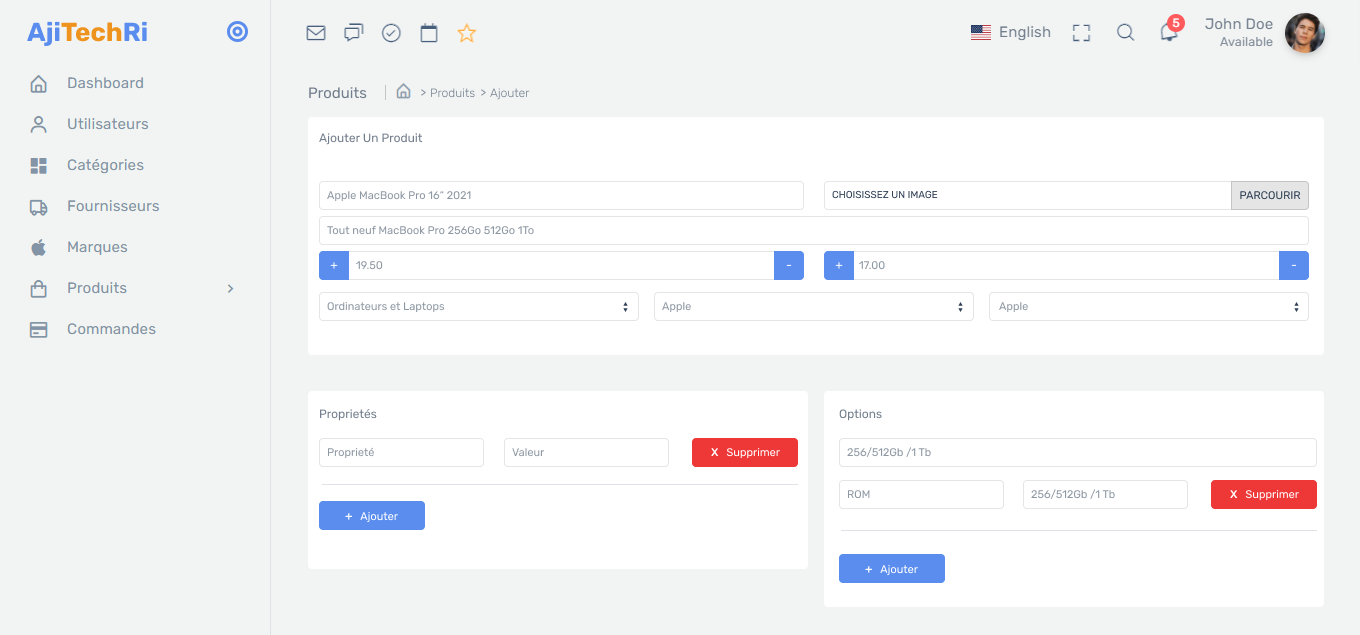 AjiTechRi
English
5
John Doe
Available
Dashboard
Utilisateurs
Catégories
Fournisseurs
Marques
Produits
Commandes
Produits > Produits > Ajouter
Ajouter Un Produit
Apple MacBook Pro 16” 2021
CHOISISSEZ UN IMAGE PARCOURIR
Tout neuf MacBook Pro 256Go 512Go 1To
+ 19.50 - + 17.00 -
Ordinateurs et Laptops Apple Apple
Proprietés
Proprieté Valeur X Supprimer
+ Ajouter
Options
256/512Gb /1 Tb
ROM 256/512Gb /1 Tb X Supprimer
+ Ajouter